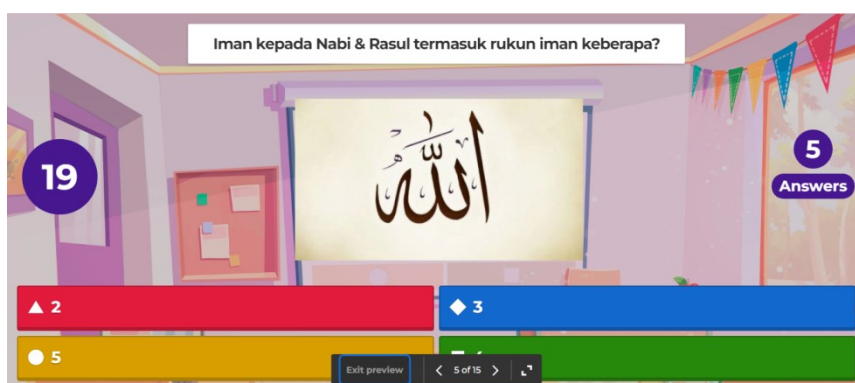 Iman kepada Nabi & Rasul termasuk rukun iman keberapa?
الله
19
5
Answers
2
3
5
Exit preview
5 of 15